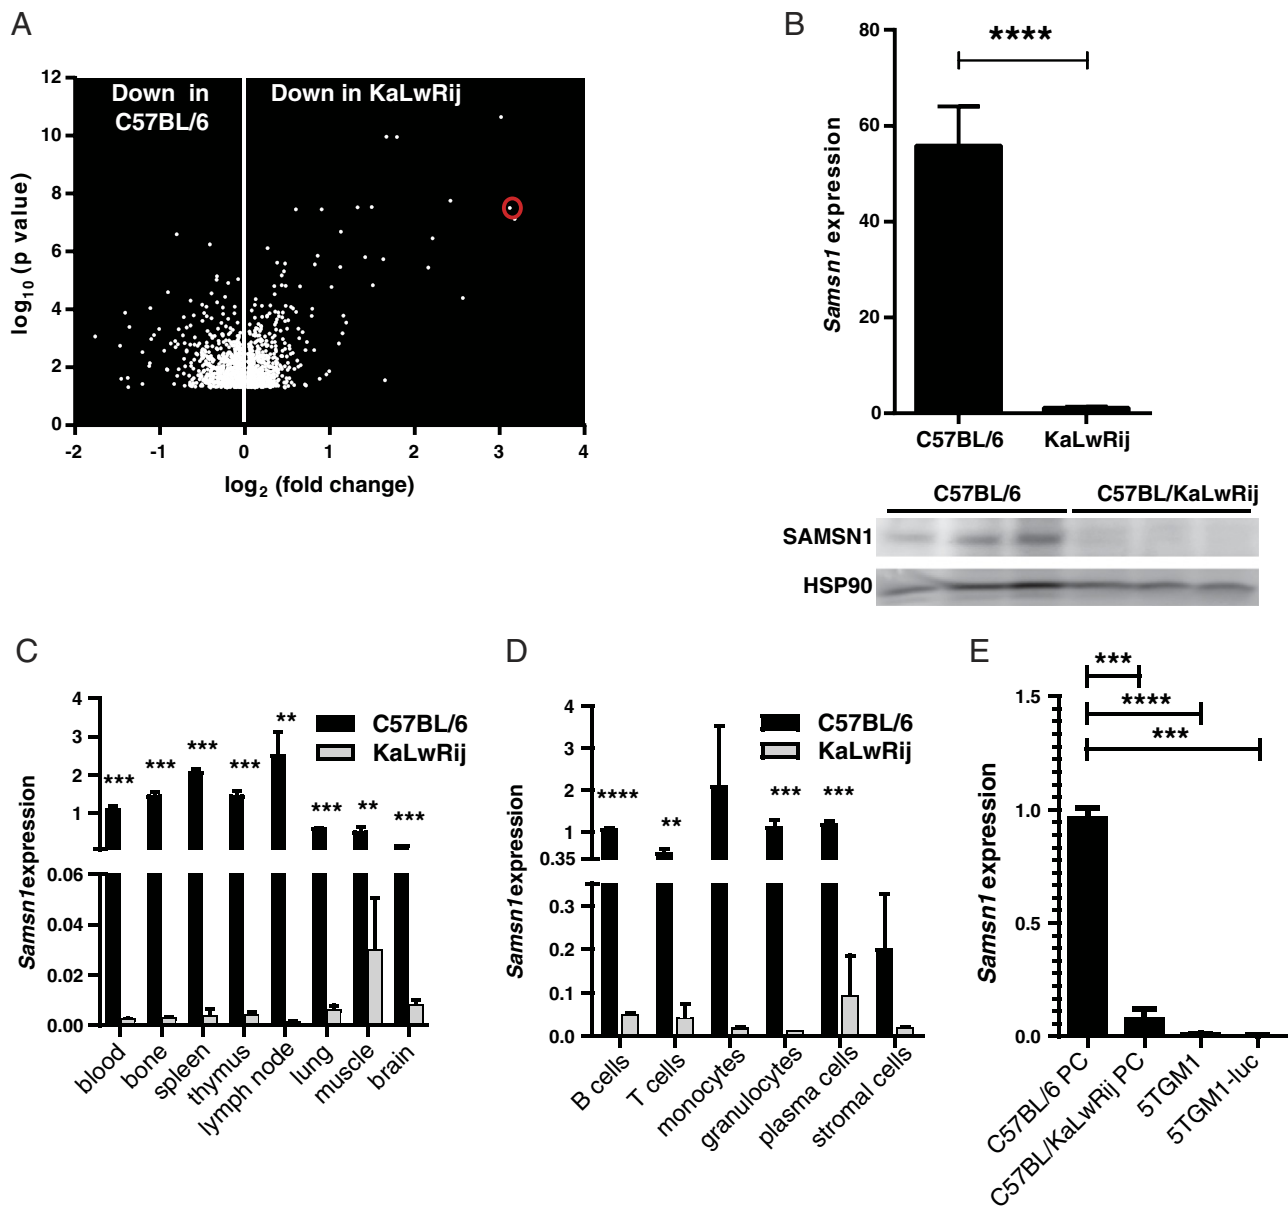 A
Down in
C57BL/6
Down in KaLwRij
12
10
8
6
4
2
0
-2
-1
0
1
2
3
4
log10 (p value)
log2 (fold change)
B
80
60
40
20
0
****
Samsn1 expression
C57BL/6
KaLwRij
C57BL/6
C57BL/KaLwRij
SAMSN1
HSP90
C
4
3
2
1
0.06
0.04
0.02
0.00
Samsn1expression
C57BL/6
KaLwRij
***
***
***
***
**
***
**
***
blood
bone
spleen
thymus
lymph node
lung
muscle
brain
D
4
3
2
1
0.35
0.3
0.2
0.1
0.0
Samsn1expression
C57BL/6
KaLwRij
****
**
***
***
B cells
T cells
monocytes
granulocytes
plasma cells
stromal cells
E
***
****
***
1.5
1.0
0.5
0.0
Samsn1 expression
C57BL/6 PC
C57BL/KaLwRij PC
5TGM1
5TGM1-luc